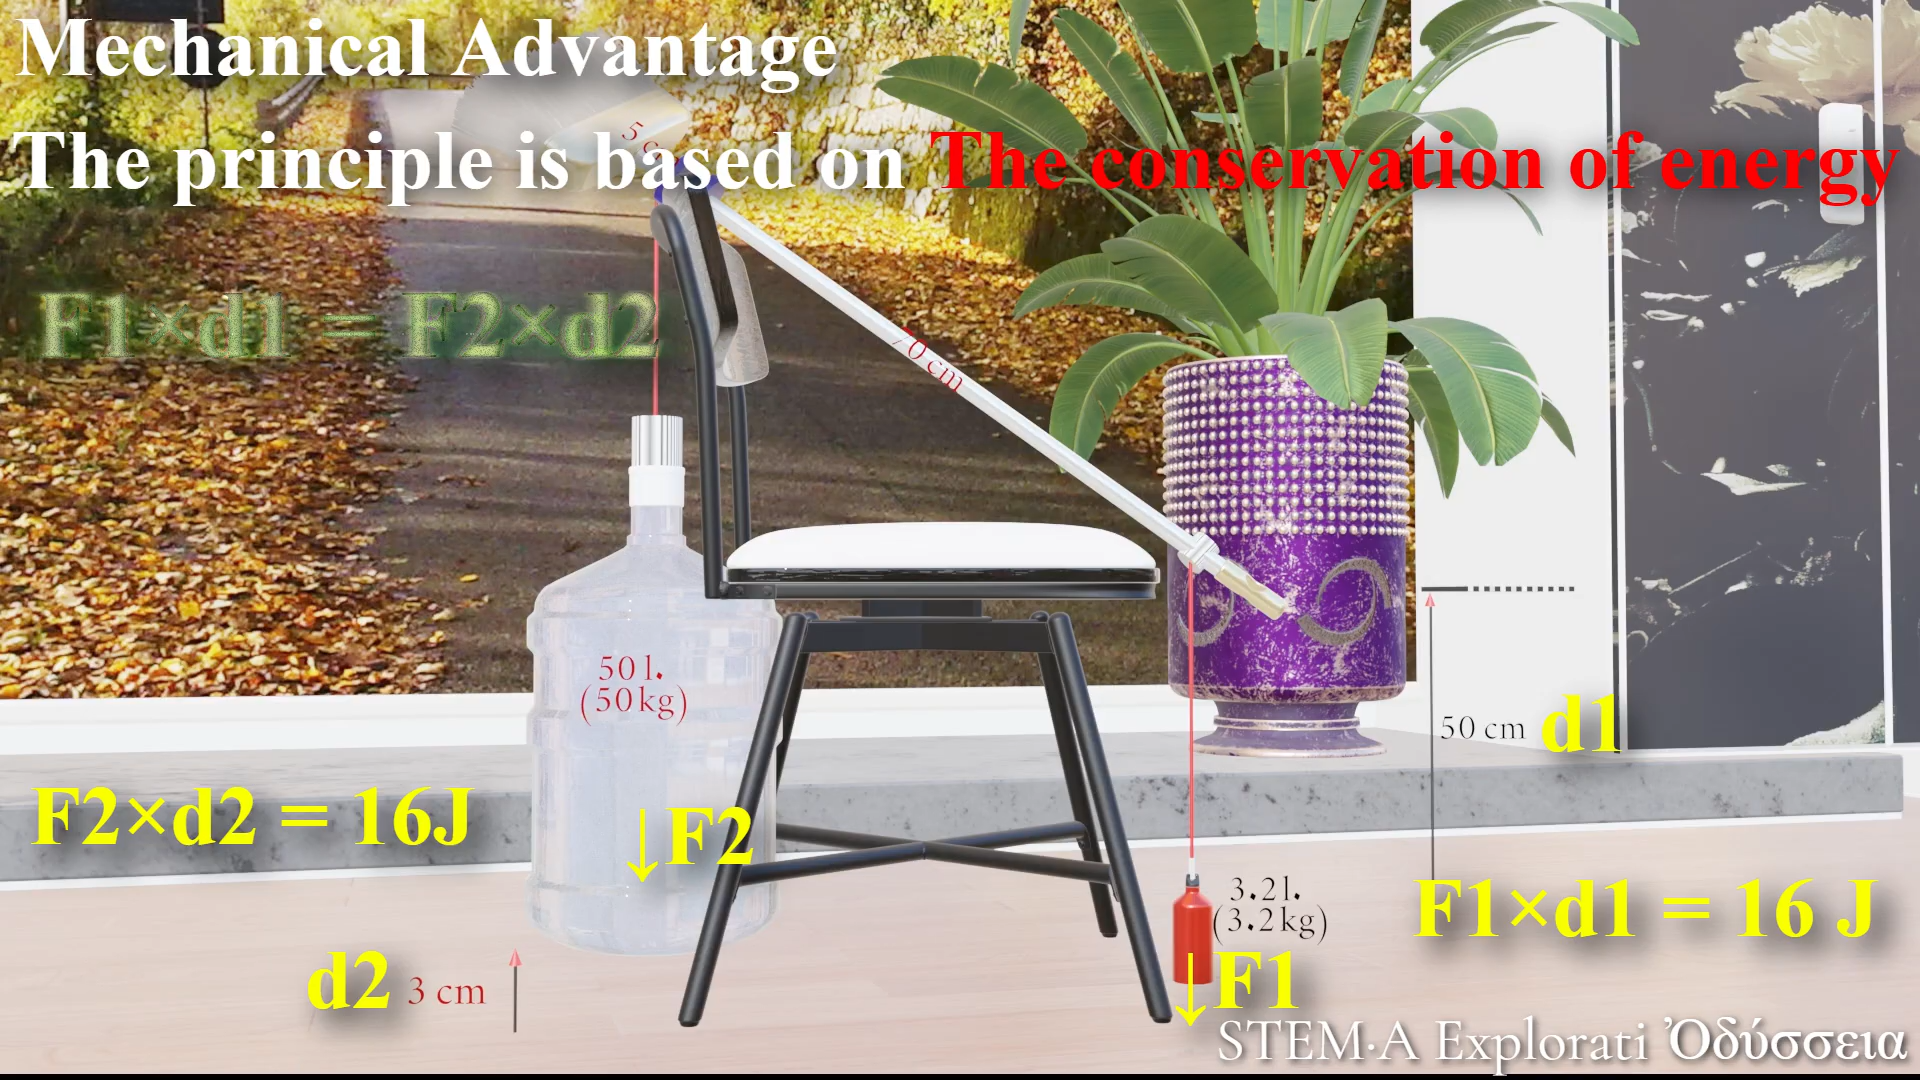 Mechanical Advantage
The principle is based on The conservation of energy
5
F1×d1 = F2×d2
70 cm
50 l.
(50 kg)
50 cm d1
F2×d2 = 16J
↓F2
3.2 l.
(3.2 kg)
F1×d1 = 16 J
d2 3 cm
↓F1
STEM·A Explorati Ὀδύσσεια